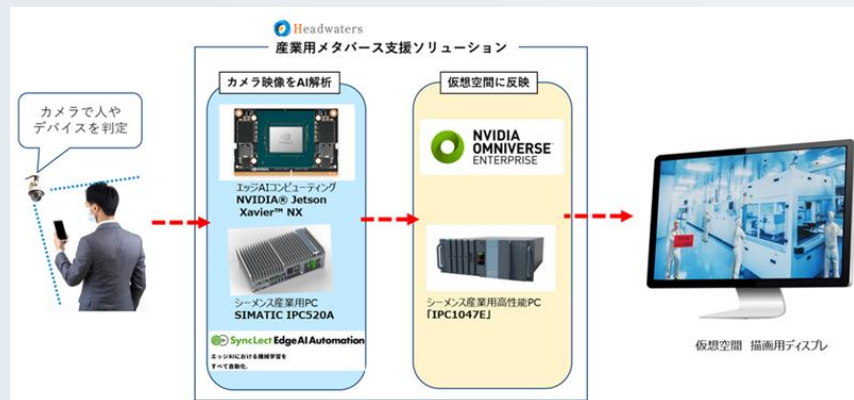 Headwaters
産業用メタバース支援ソリューション
カメラ映像をAI解析
仮想空間に反映
カメラで人や
デバイスを判定
NVIDIA
OMNIVERSE™
ENTERPRISE
エッジAIコンピューティング
NVIDIA® Jetson
Xavier™ NX
シーメンス産業用PC
SIMATIC IPC520A
シーメンス産業用高性能PC
「IPC1047E」
SyncLect Edge AI Automation
エッジAIにおける機械学習を
すべて自動化。
仮想空間 描画用ディスプレ